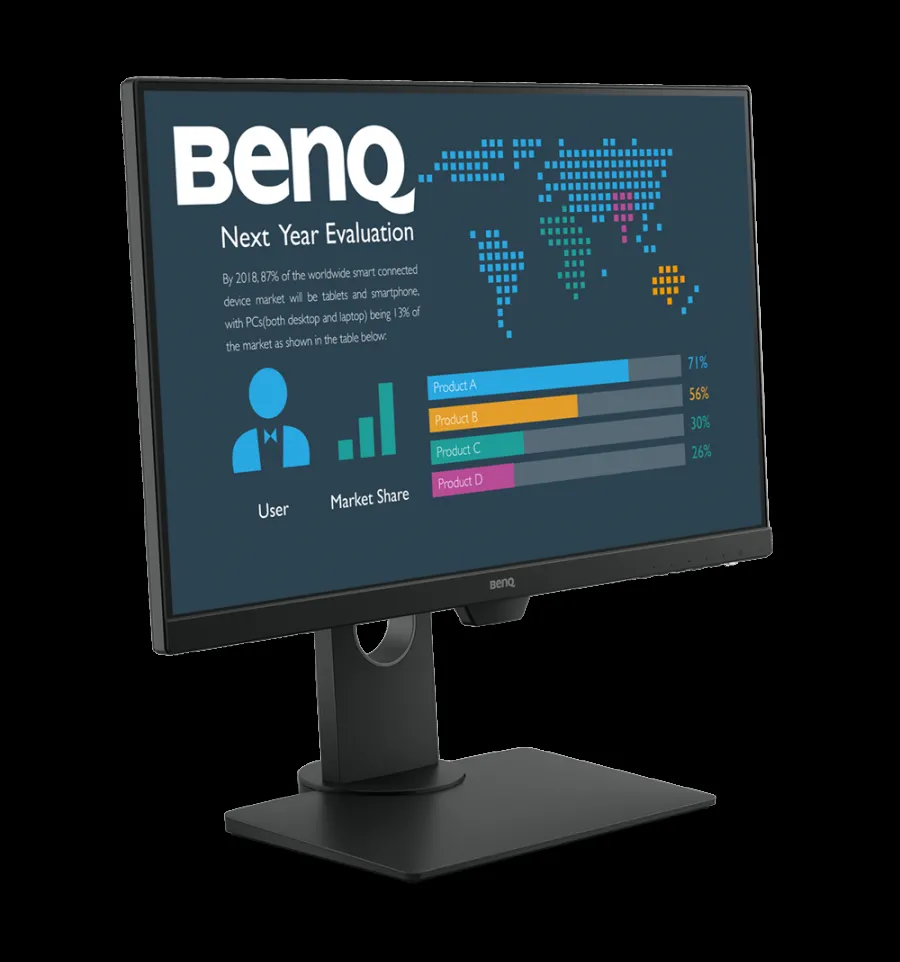 BenQ
Next Year Evaluation
By 2018, 87% of the worldwide smart connected
device market will be tablets and smartphone,
with PCs(both desktop and laptop) being 13% of
the market as shown in the table below:
Product A 71%
Product B 56%
Product C 30%
Product D 26%
User
Market Share
BenQ